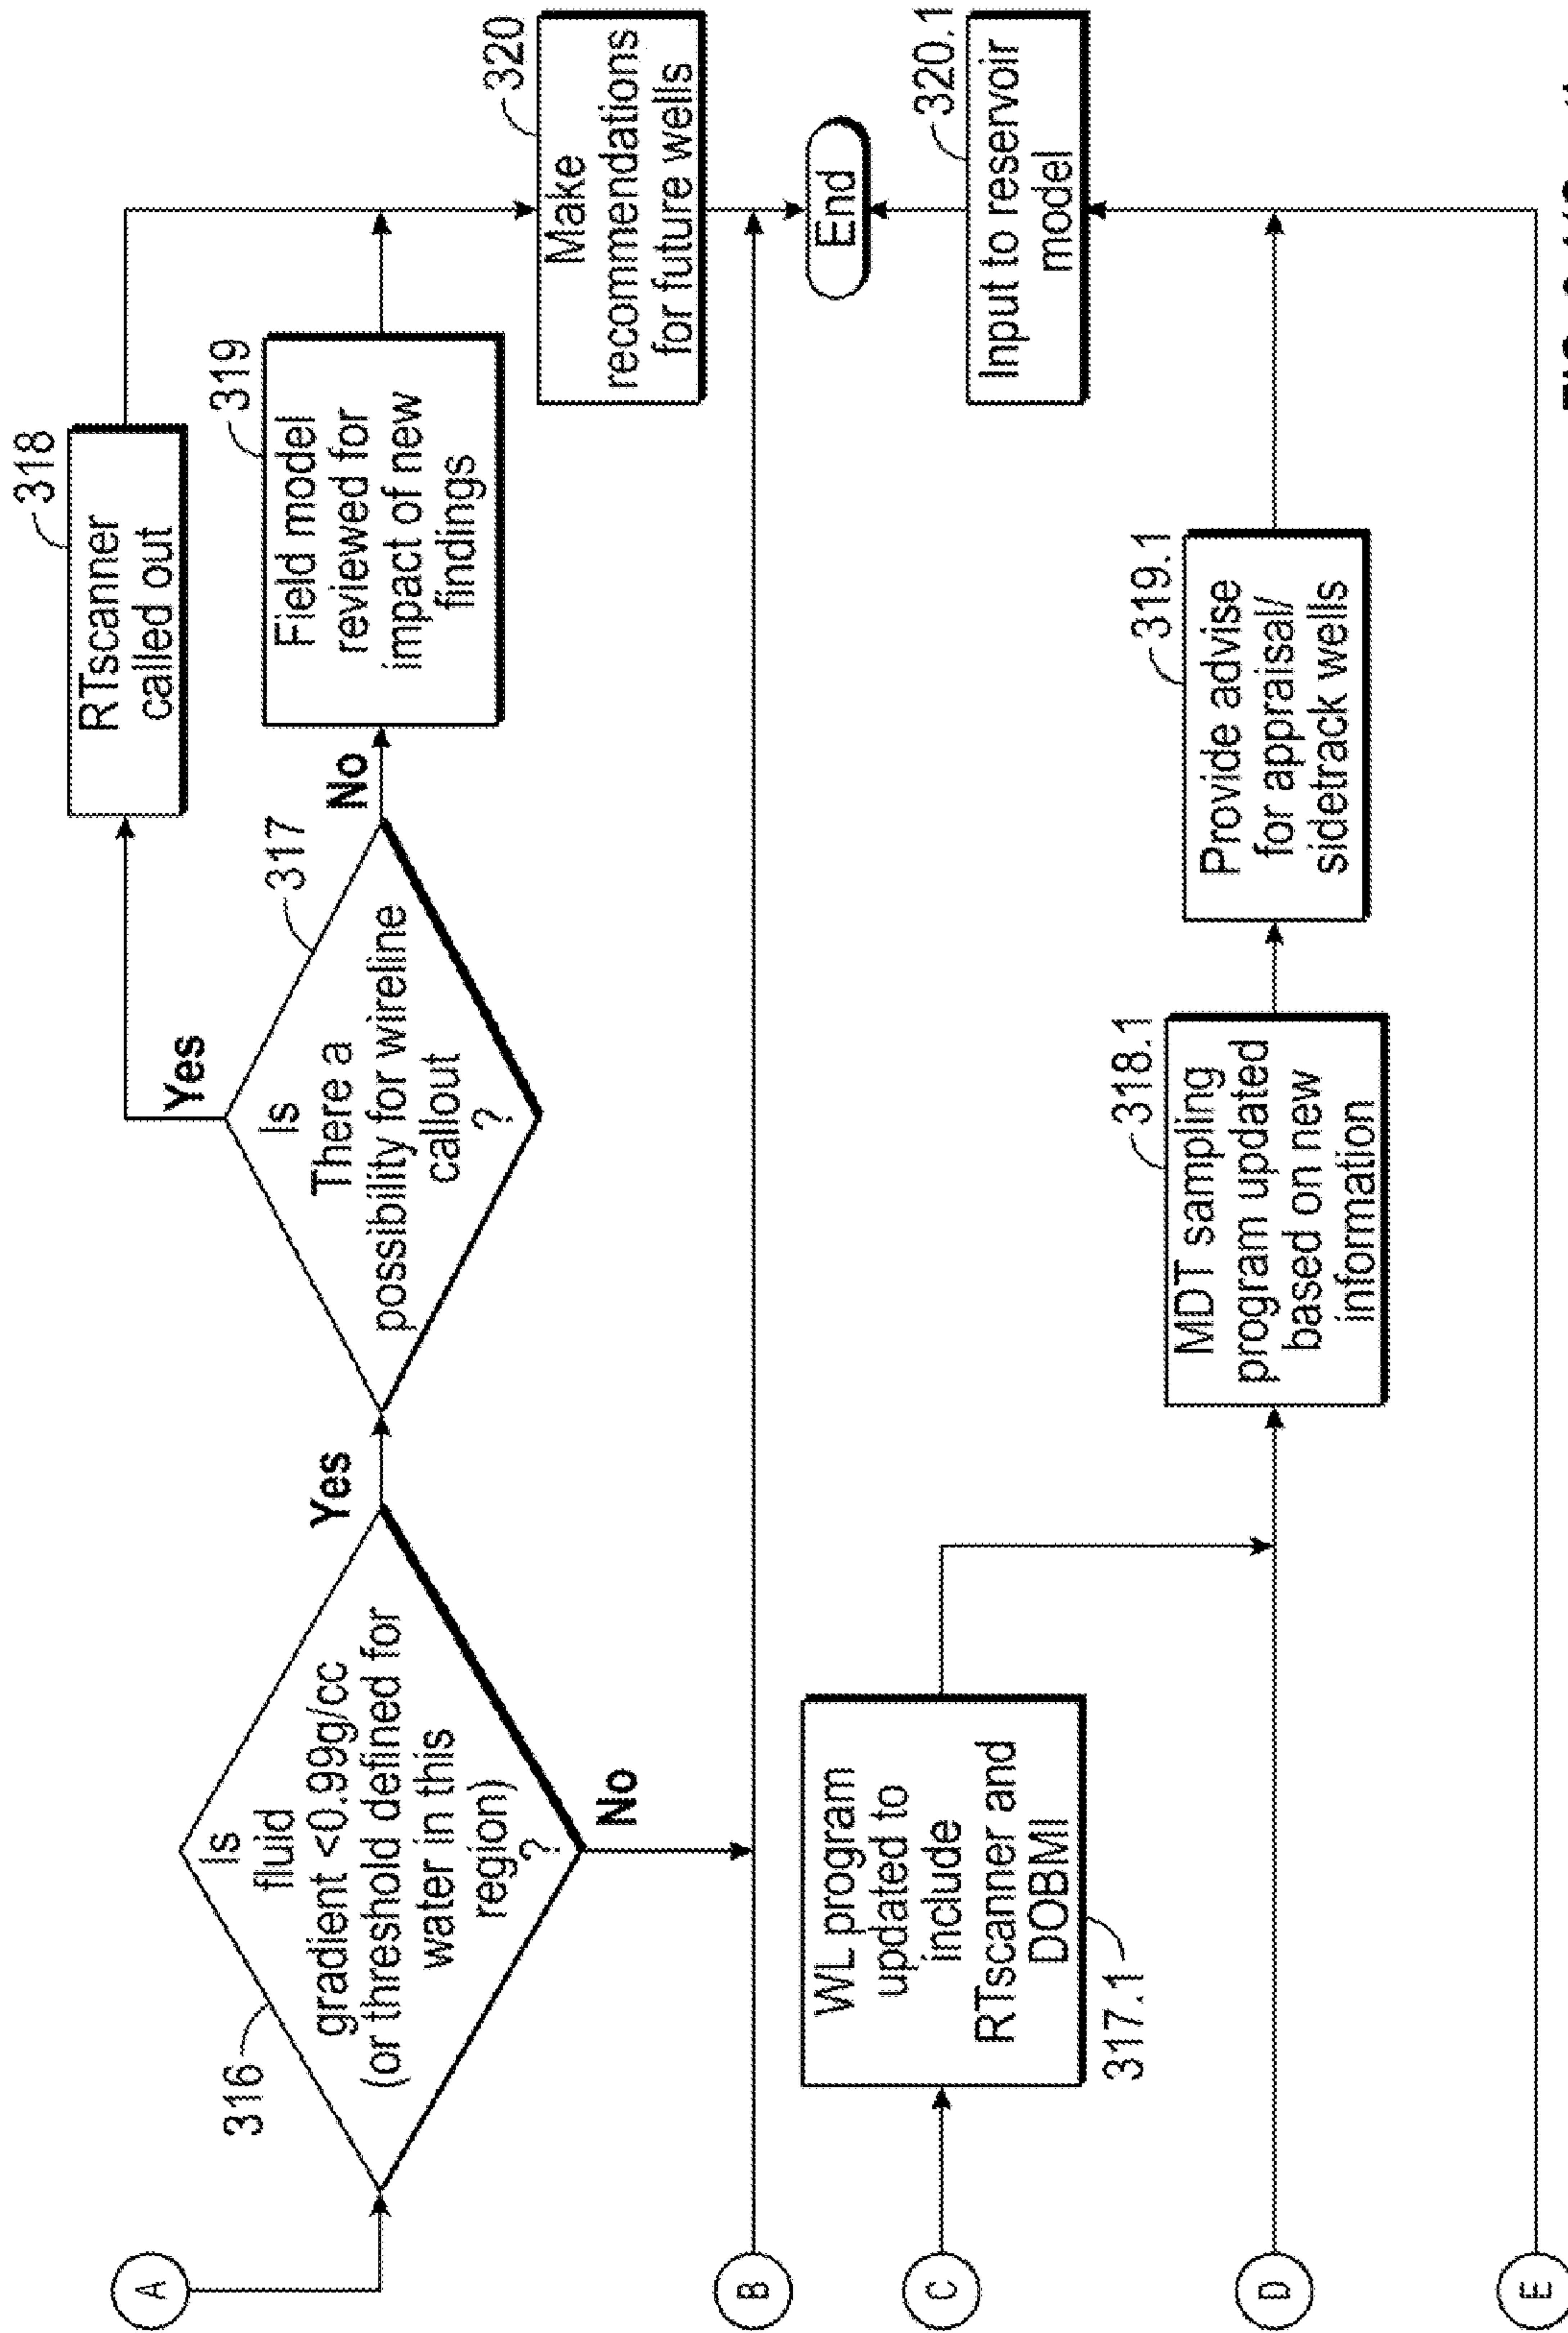 A
316
Is
fluid
gradient <0.99g/cc
(or threshold defined for
water in this
region)
?
Yes
No
317
Is
There a
possibility for wireline
callout
?
Yes
No
318
RTscanner
called out
319
Field model
reviewed for
impact of new
findings
320
Make
recommendations
for future wells
B
End
C
WL program
updated to
include
RTscanner and
DOBMI
317.1
320.1
Input to reservoir
model
D
318.1
MDT sampling
program updated
based on new
information
319.1
Provide advise
for appraisal/
sidetrack wells
E